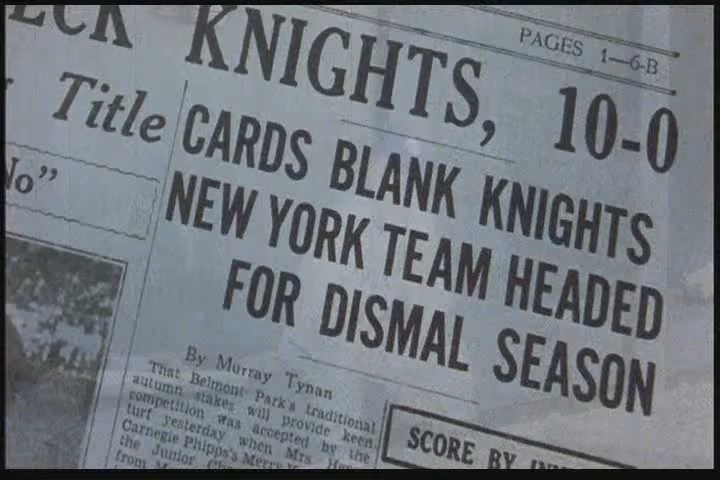 PAGES 1—6-B
KNIGHTS, 10-0
Title
No”
CARDS BLANK KNIGHTS
NEW YORK TEAM HEADED
FOR DISMAL SEASON
By Murray Tynan
That Belmont Park's traditional
autumn stakes will provide keen
competition was accepted by the
turf yesterday when Mrs.
Carnegie Phipps's
the Junior
from
SCORE BY